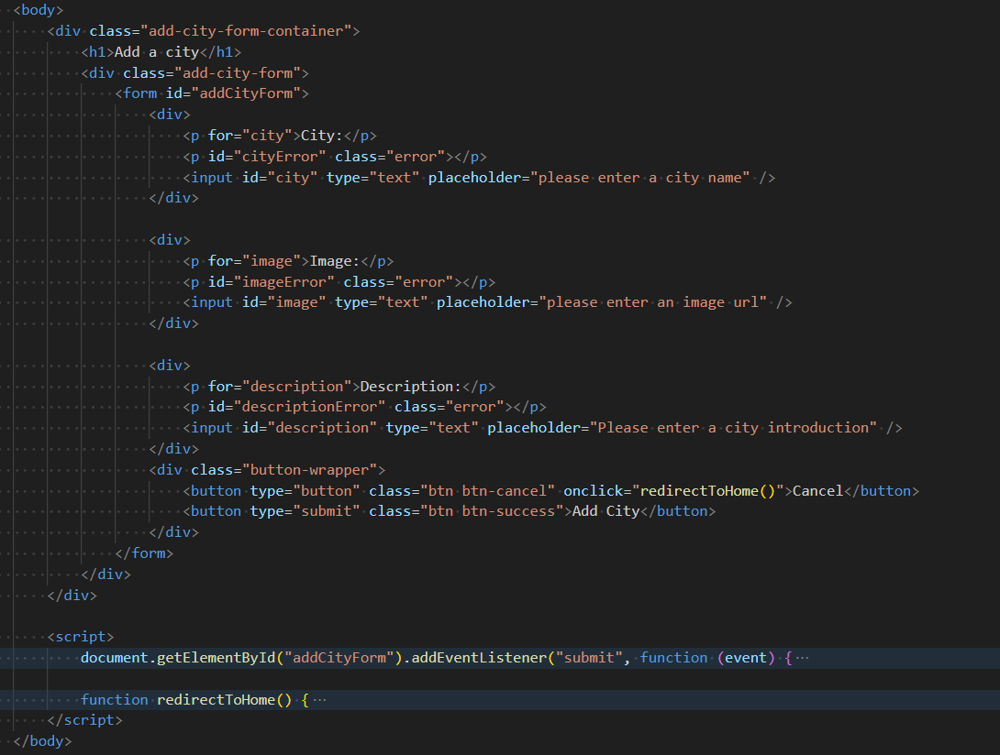 <body>
<div class="add-city-form-container">
<h1>Add a city</h1>
<div class="add-city-form">
<form id="addCityForm">
<div>
<p for="city">City:</p>
<p id="cityError" class="error"></p>
<input id="city" type="text" placeholder="please enter a city name" />
</div>
<div>
<p for="image">Image:</p>
<p id="imageError" class="error"></p>
<input id="image" type="text" placeholder="please enter an image url" />
</div>
<div>
<p for="description">Description:</p>
<p id="descriptionError" class="error"></p>
<input id="description" type="text" placeholder="Please enter a city introduction" />
</div>
<div class="button-wrapper">
<button type="button" class="btn btn-cancel" onclick="redirectToHome()">Cancel</button>
<button type="submit" class="btn btn-success">Add City</button>
</div>
</form>
</div>
</div>
<script>
document.getElementById("addCityForm").addEventListener("submit", function (event) {···
function redirectToHome() {···
</script>
</body>